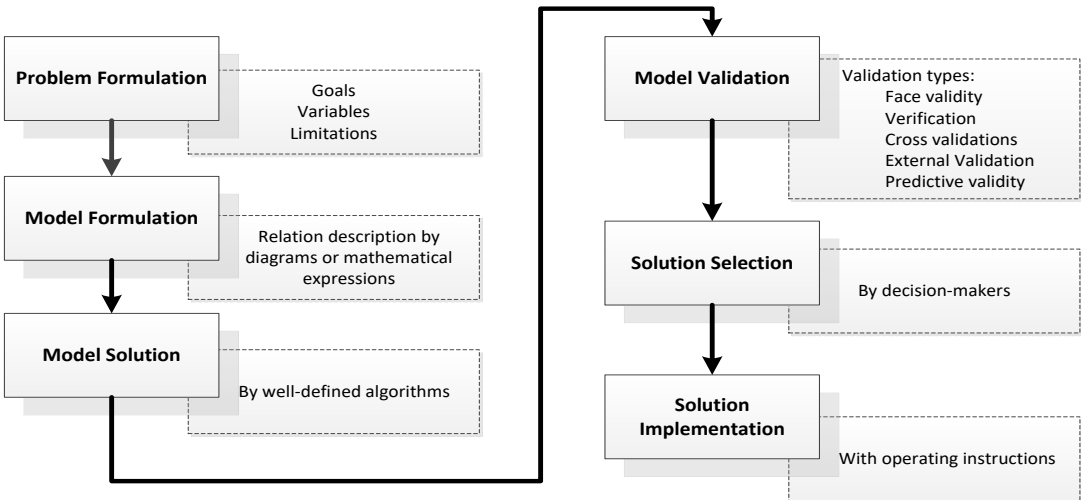 Problem Formulation
Goals
Variables
Limitations
Model Formulation
Relation description by
diagrams or mathematical
expressions
Model Solution
By well-defined algorithms
Model Validation
Validation types:
Face validity
Verification
Cross validations
External Validation
Predictive validity
Solution Selection
By decision-makers
Solution
Implementation
With operating instructions